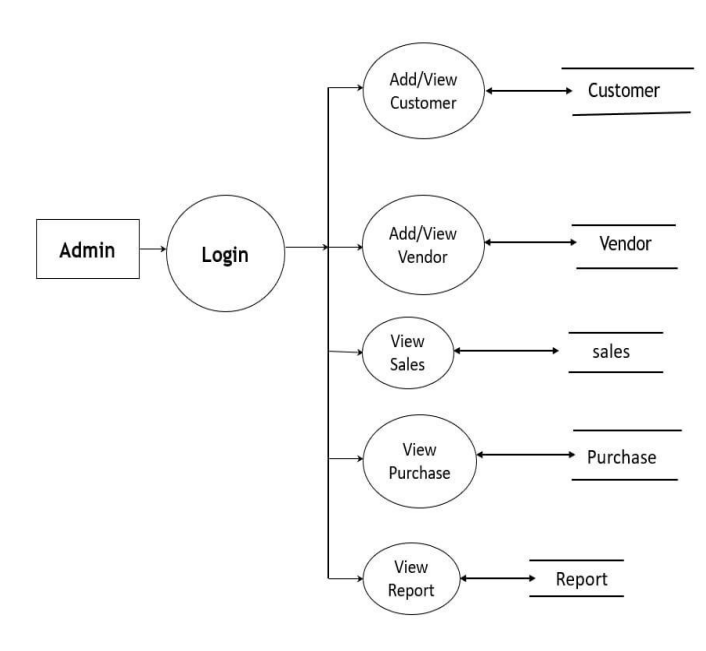 Admin
Login
Add/View
Customer
Customer
Add/View
Vendor
Vendor
View
Sales
sales
View
Purchase
Purchase
View
Report
Report